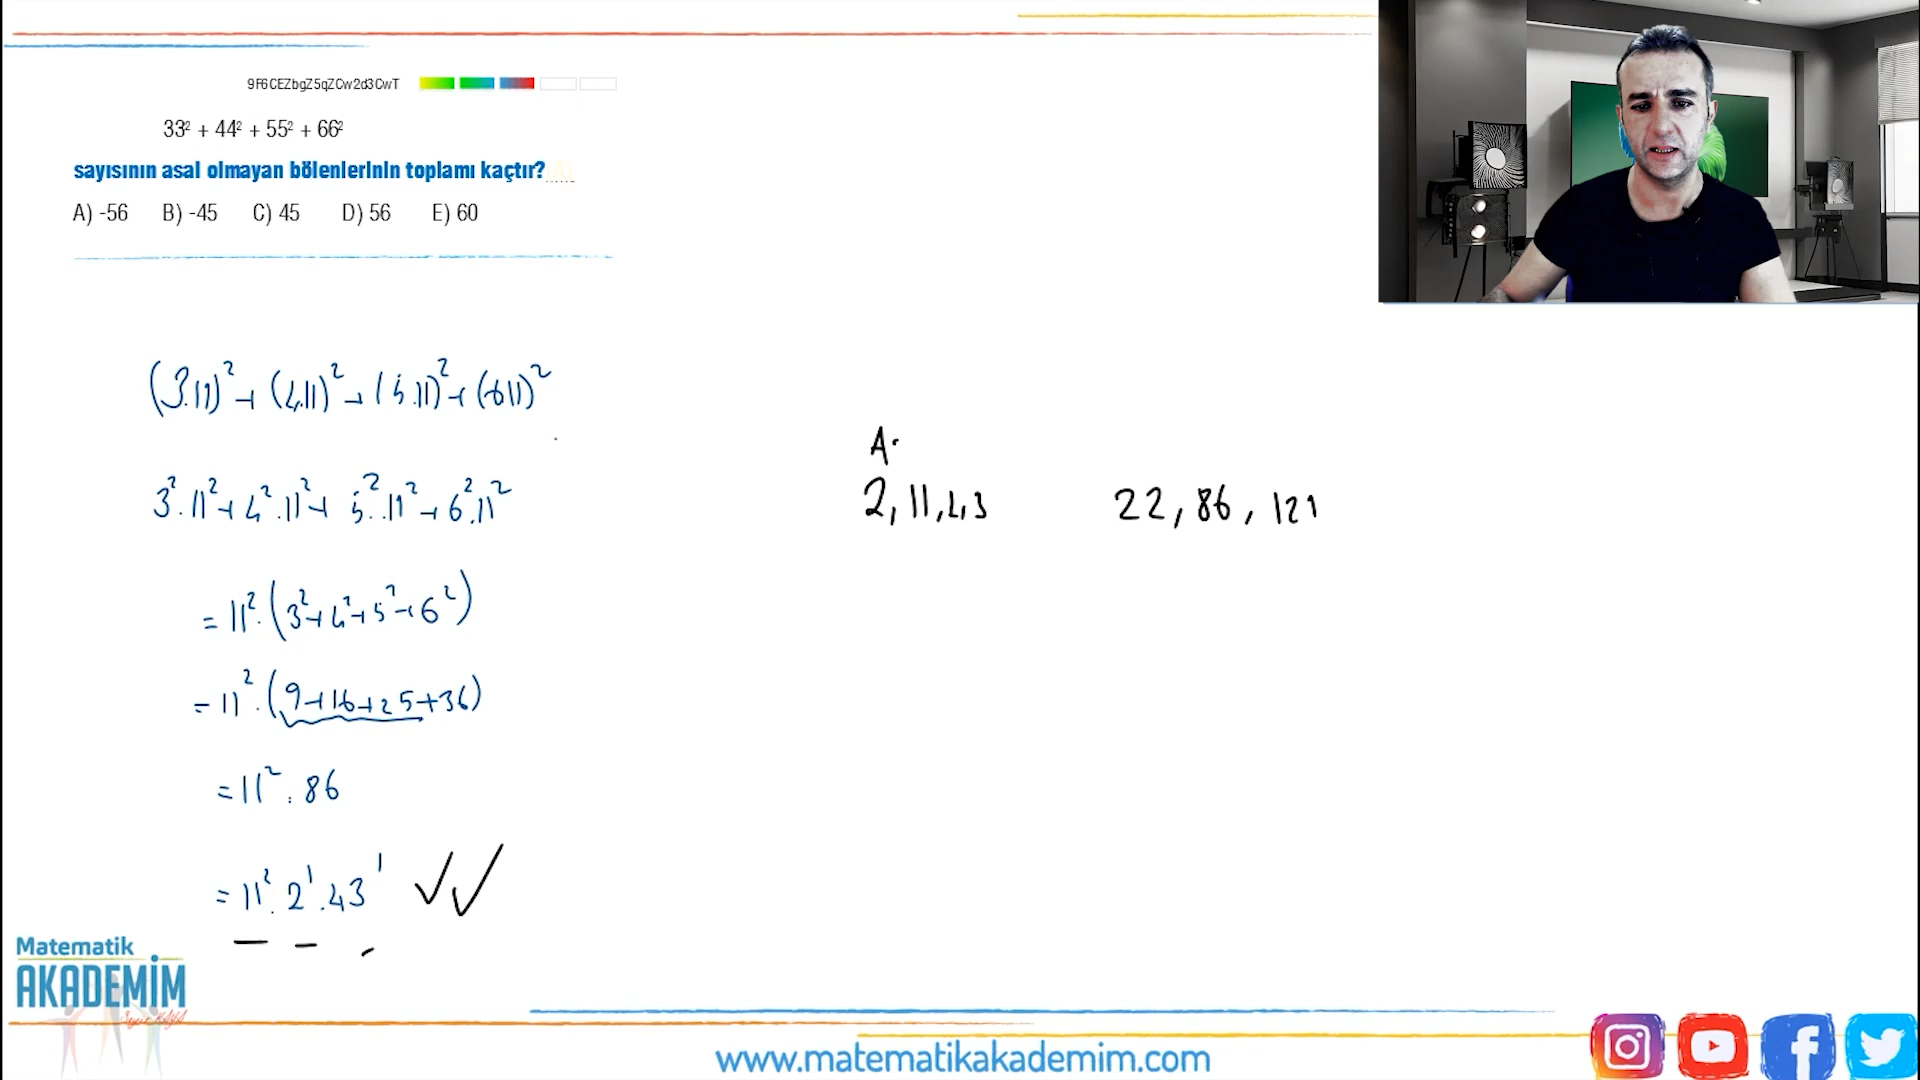 9F6CEZbgZ5qZCw2d3CwT
33² + 44² + 55² + 66²
sayısının asal olmayan bölenlerinin toplamı kaçtır?
A) -56 B) -45 C) 45 D) 56 E) 60
(3.11)² + (4.11)² + (5.11)² + (6.11)²
A.
3².11² + 4².11² + 5².11² + 6².11²
2, 11, 43 22, 86, 121
= 11².(3² + 4² + 5² + 6²)
= 11².(9 + 16 + 25 + 36)
= 11².86
= 11².2¹.43¹
Matematik
AKADEMİM
www.matematikakademim.com